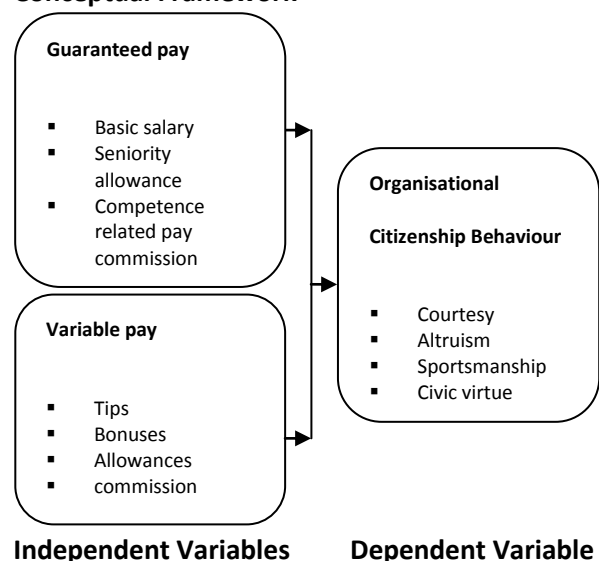 Conceptual Framework
Guaranteed pay
▪ Basic salary
▪ Seniority
allowance
▪ Competence
related pay
commission
Variable pay
▪ Tips
▪ Bonuses
▪ Allowances
▪ commission
Organisational
Citizenship Behaviour
▪ Courtesy
▪ Altruism
▪ Sportsmanship
▪ Civic virtue
Independent Variables
Dependent Variable